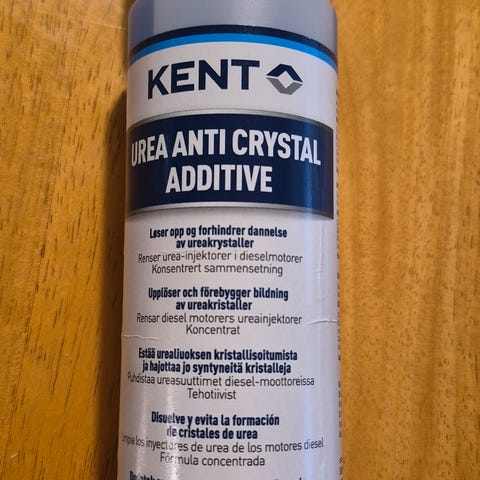 KENT
UREA ANTI CRYSTAL
ADDITIVE
Løser opp og forhindrer dannelse
av ureakrystaller
Renser urea-injektorer i dieselmotorer
Konsentrert sammensetning
Upplöser och förebygger bildning
av ureakristaller
Rensar diesel motorers ureainjektorer
Koncentrat
Estää urealiuoksen kristallisoitumista
ja hajottaa jo syntyneitä kristalleja
Puhdistaa ureasuuttimet diesel-moottoreissa
Tehotiivist
Disuelve y evita la formación
de cristales de urea
Limpia los inyectores de urea de los motores diesel
Fórmula concentrada